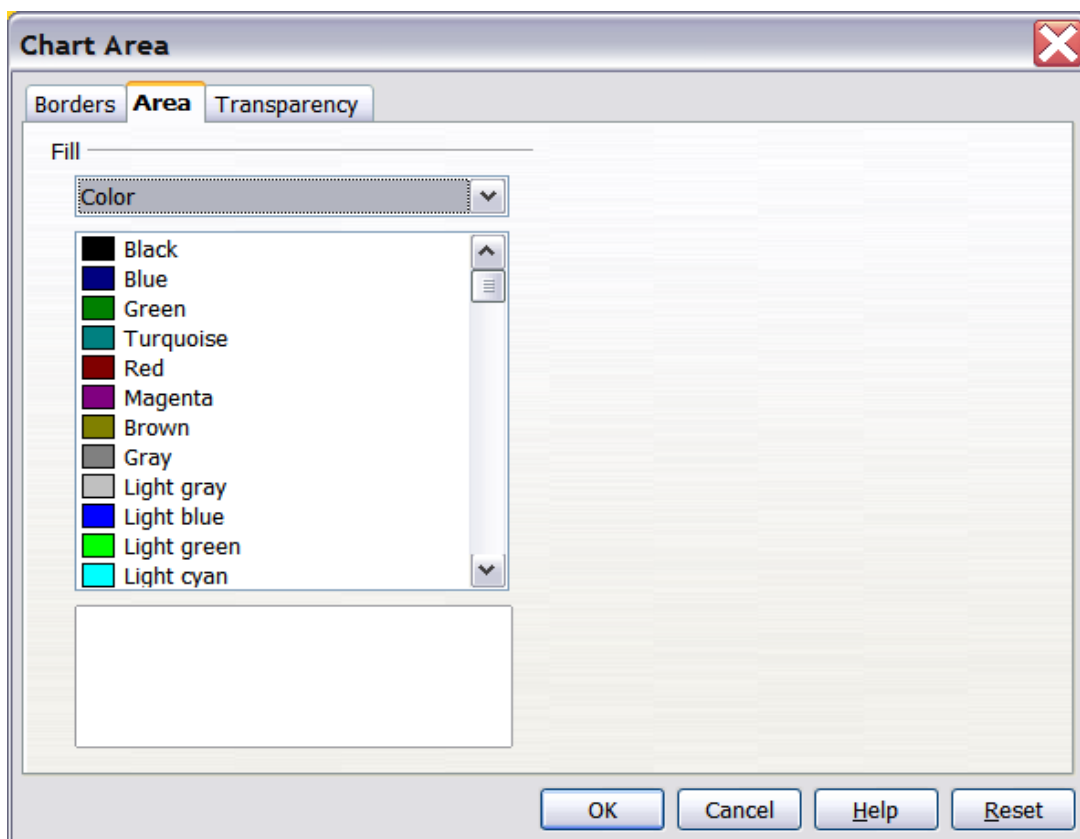 Chart Area
Borders Area Transparency
Fill
Color
Black
Blue
Green
Turquoise
Red
Magenta
Brown
Gray
Light gray
Light blue
Light green
Light cyan
OK Cancel Help Reset